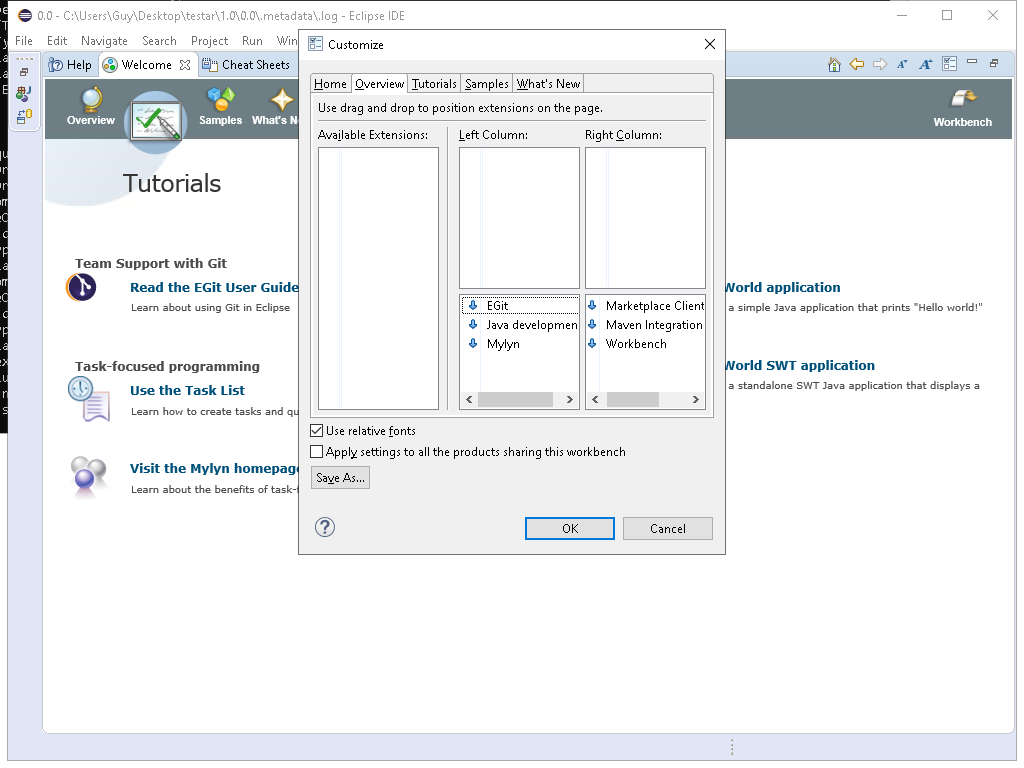 0.0 - C:\Users\Guy\Desktop\testar\1.0\0.0\.metadata\.log - Eclipse IDE
File Edit Navigate Search Project Run
Help Welcome Cheat Sheets
Overview Samples What's Workbench
Tutorials
Team Support with Git
Read the EGit User Guide
Learn about using Git in Eclipse
Task-focused programming
Use the Task List
Learn how to create tasks and
Visit the Mylyn
Learn about the benefits of
Customize
Home Overview Tutorials Samples What's New
Use drag and drop to position extensions on the page.
Available Extensions: Left Column: Right Column:
EGit Marketplace Client
Java developmen Maven Integration
Mylyn Workbench
Use relative fonts
Apply settings to all the products sharing this workbench
Save As...
? OK Cancel
World application
a simple Java application that prints "Hello world!"
World SWT application
a standalone SWT Java application that displays a